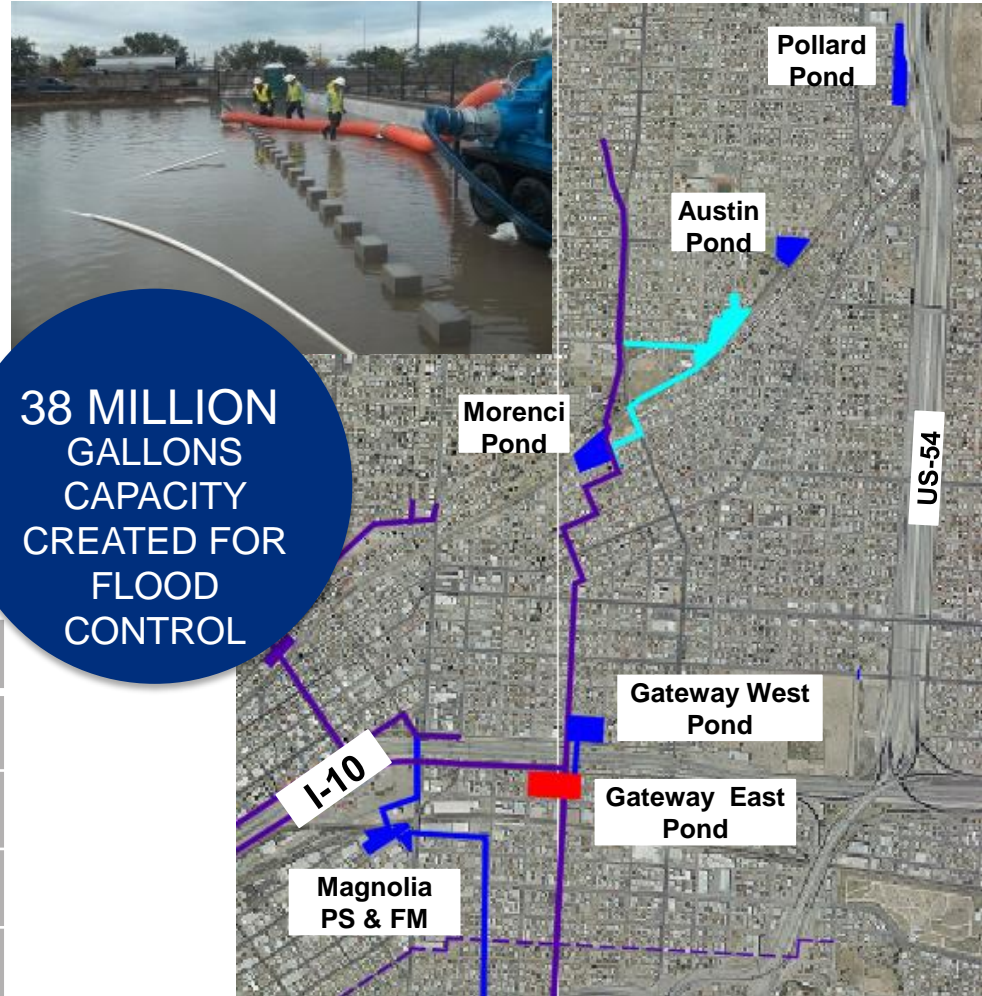 Pollard
Pond
Austin
Pond
38 MILLION
GALLONS
CAPACITY
CREATED FOR
FLOOD
CONTROL
Morenci
Pond
US-54
Gateway West
Pond
I-10
Gateway East
Pond
Magnolia
PS & FM